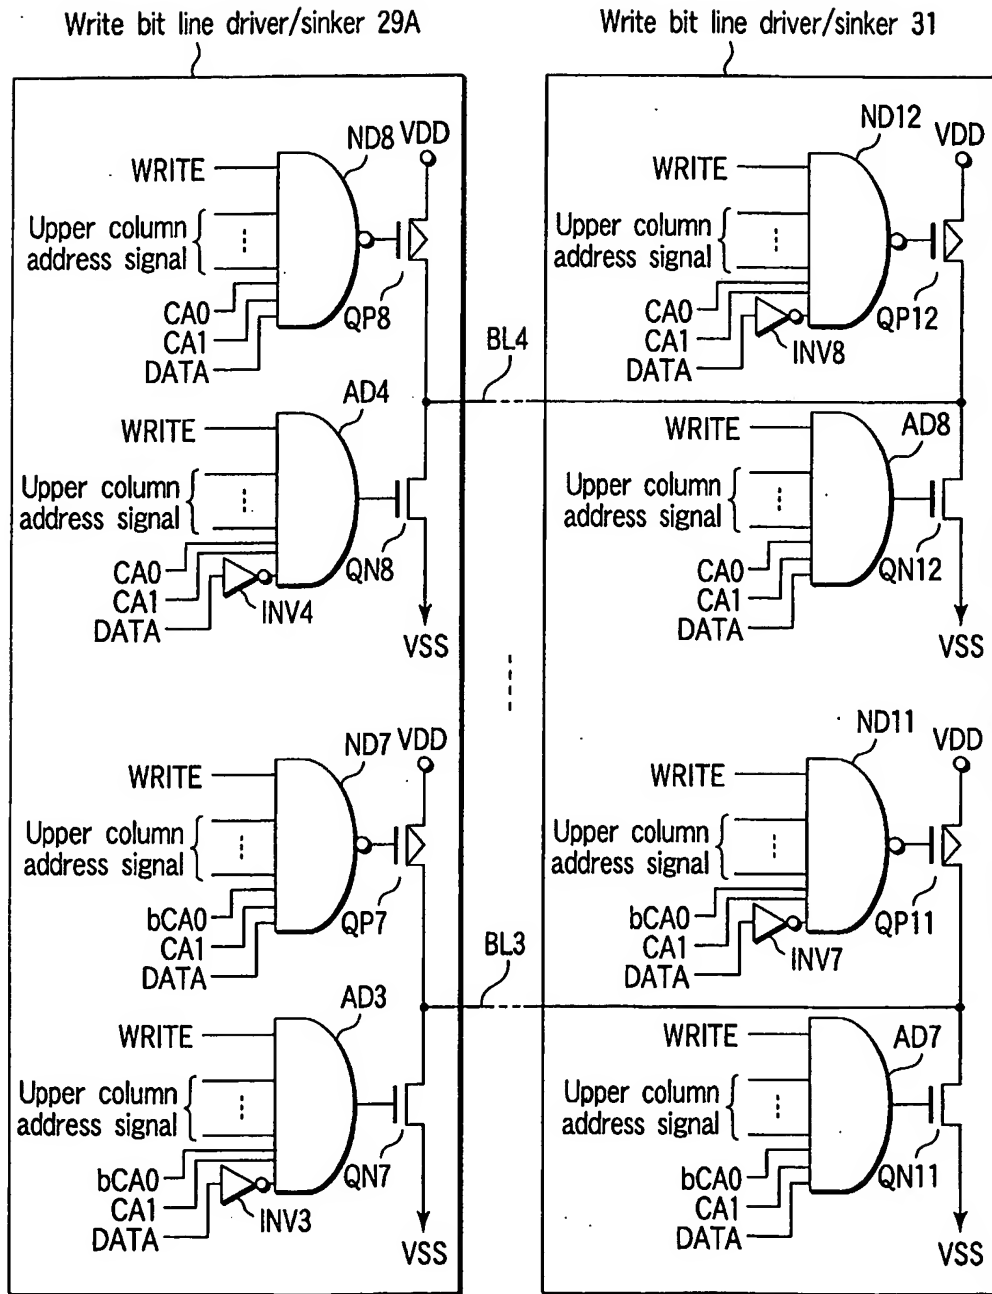 Write bit line driver/sinker 29A
ND8
VDD
WRITE
Upper column
address signal
CA0
CA1
DATA
QP8
BL4
AD4
WRITE
Upper column
address signal
CA0
CA1
DATA
INV4
QN8
VSS
ND7
VDD
WRITE
Upper column
address signal
bCA0
CA1
DATA
QP7
BL3
AD3
WRITE
Upper column
address signal
bCA0
CA1
DATA
INV3
QN7
VSS
Write bit line driver/sinker 31
ND12
VDD
WRITE
Upper column
address signal
CA0
CA1
DATA
INV8
QP12
AD8
WRITE
Upper column
address signal
CA0
CA1
DATA
QN12
VSS
ND11
VDD
WRITE
Upper column
address signal
bCA0
CA1
DATA
INV7
QP11
AD7
WRITE
Upper column
address signal
bCA0
CA1
DATA
QN11
VSS